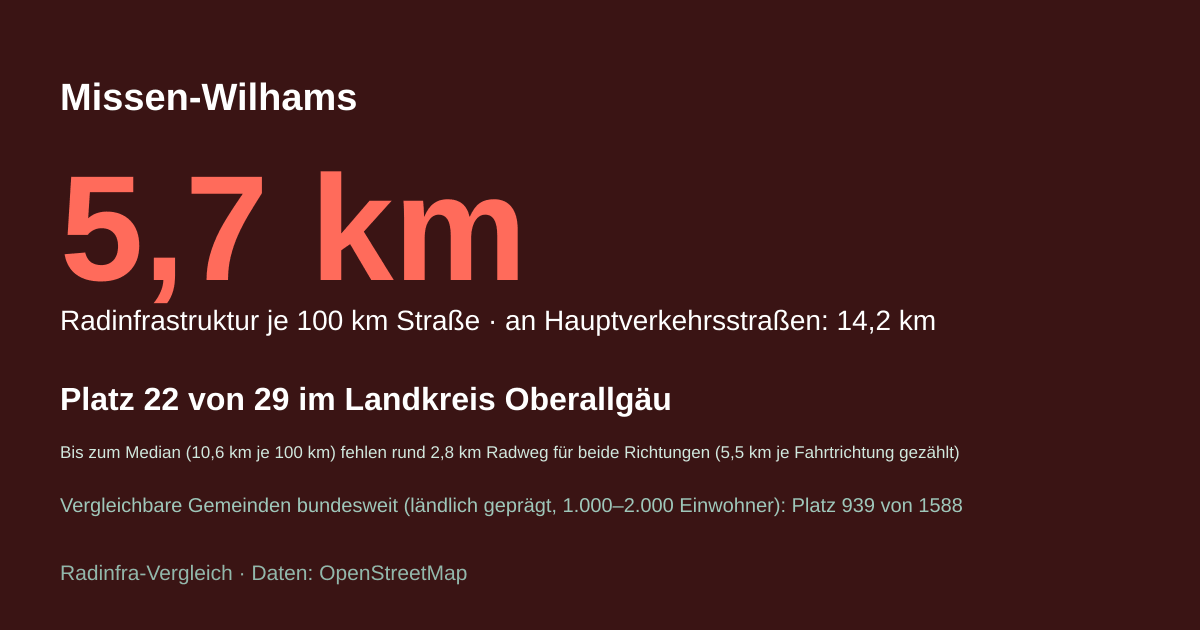 Missen-Wilhams
5,7 km
Radinfrastruktur je 100 km Straße · an Hauptverkehrsstraßen: 14,2 km
Platz 22 von 29 im Landkreis Oberallgäu
Bis zum Median (10,6 km je 100 km) fehlen rund 2,8 km Radweg für beide Richtungen (5,5 km je Fahrtrichtung gezählt)
Vergleichbare Gemeinden bundesweit (ländlich geprägt, 1.000–2.000 Einwohner): Platz 939 von 1588
Radinfra-Vergleich · Daten: OpenStreetMap